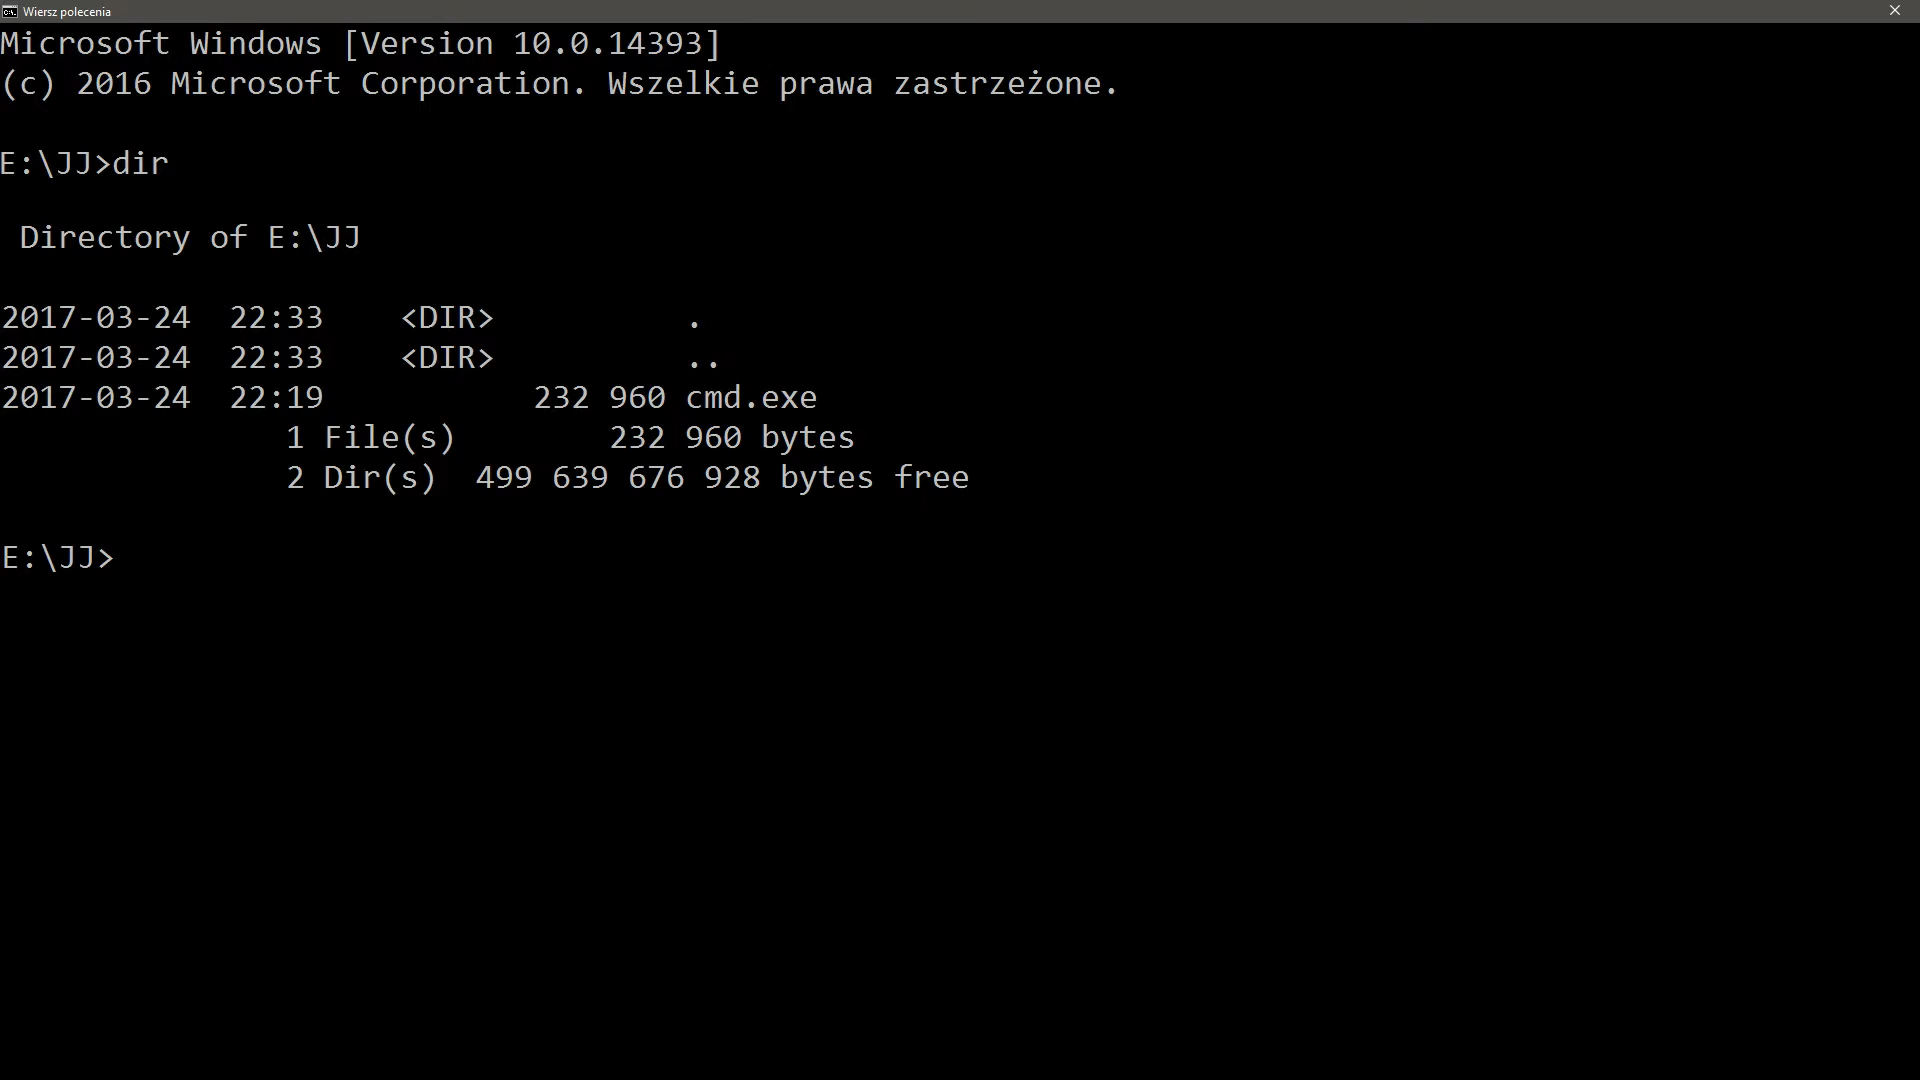 Wiersz polecenia
Microsoft Windows [Version 10.0.14393]
(c) 2016 Microsoft Corporation. Wszelkie prawa zastrzeżone.
E:\JJ>dir
Directory of E:\JJ
2017-03-24  22:33    <DIR>          .
2017-03-24  22:33    <DIR>          ..
2017-03-24  22:19           232 960 cmd.exe
1 File(s)        232 960 bytes
2 Dir(s)  499 639 676 928 bytes free
E:\JJ>